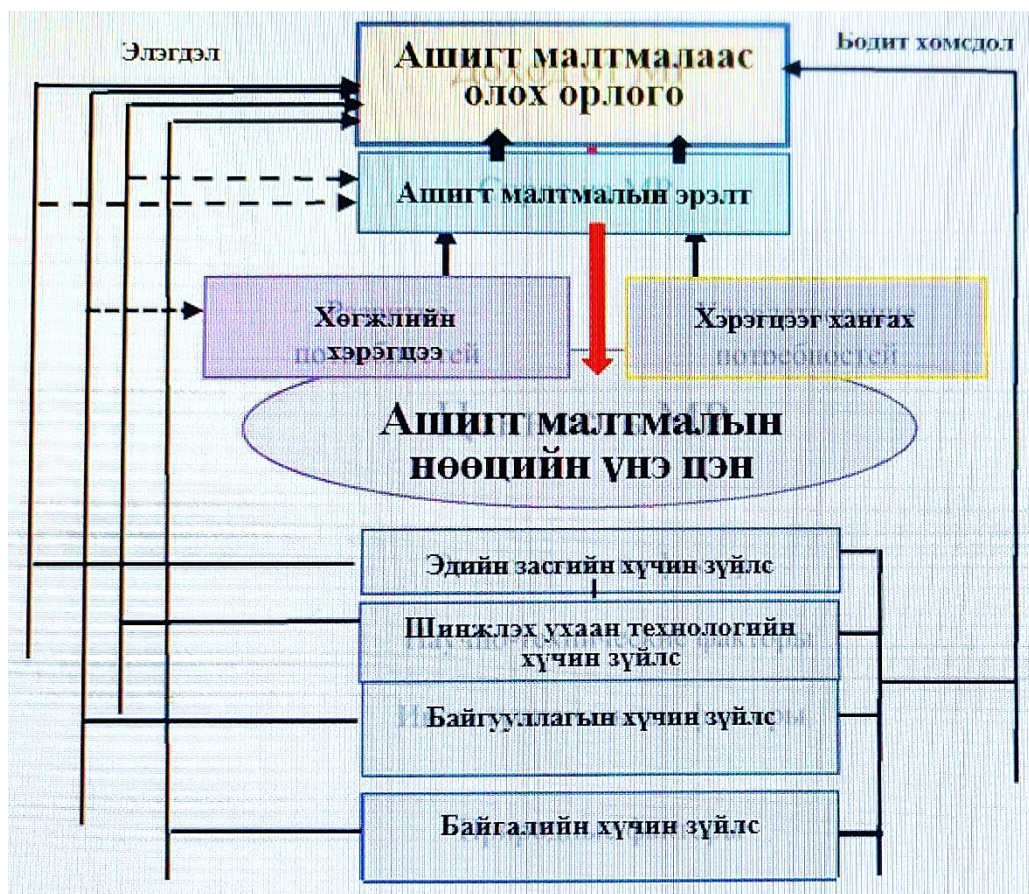 Элэгдэл
Бодит хомсдол
Ашигт малтмалаас
олох орлого
Ашигт малтмалын эрэлт
Хөгжлийн
хэрэгцээ
Хэрэгцээг хангах
потребностей
Ашигт малтмалын
нөөцийн үнэ цэн
Эдийн засгийн хүчин зүйлс
Шинжлэх ухаан технологийн
хүчин зүйлс
Байгууллагын хүчин зүйлс
Байгалийн хүчин зүйлс